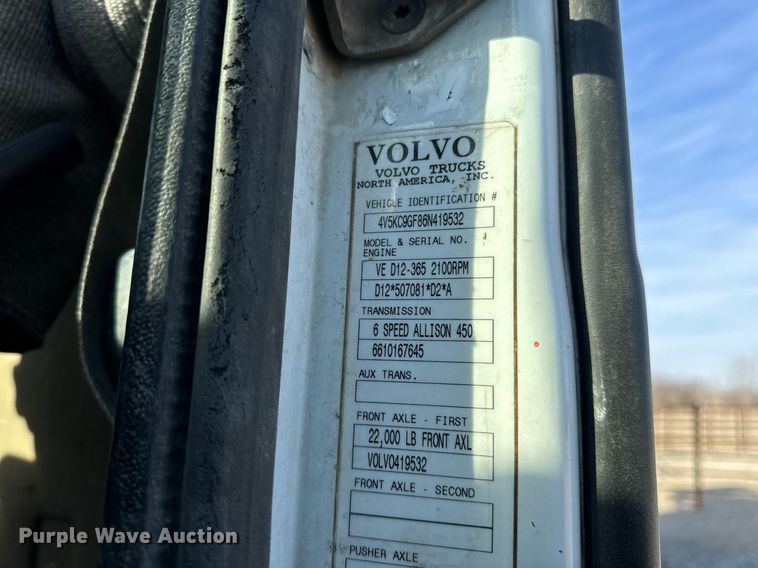 VOLVO
VOLVO TRUCKS
NORTH AMERICA, INC.
VEHICLE IDENTIFICATION #
4V5KC9GF86N419532
MODEL & SERIAL NO.
ENGINE
VE D12-365 2100RPM
D12*507081*D2*A
TRANSMISSION
6 SPEED ALLISON 450
6610167645
AUX TRANS.
FRONT AXLE - FIRST
22,000 LB FRONT AXL
VOLVO419532
FRONT AXLE - SECOND
PUSHER AXLE
Purple Wave Auction